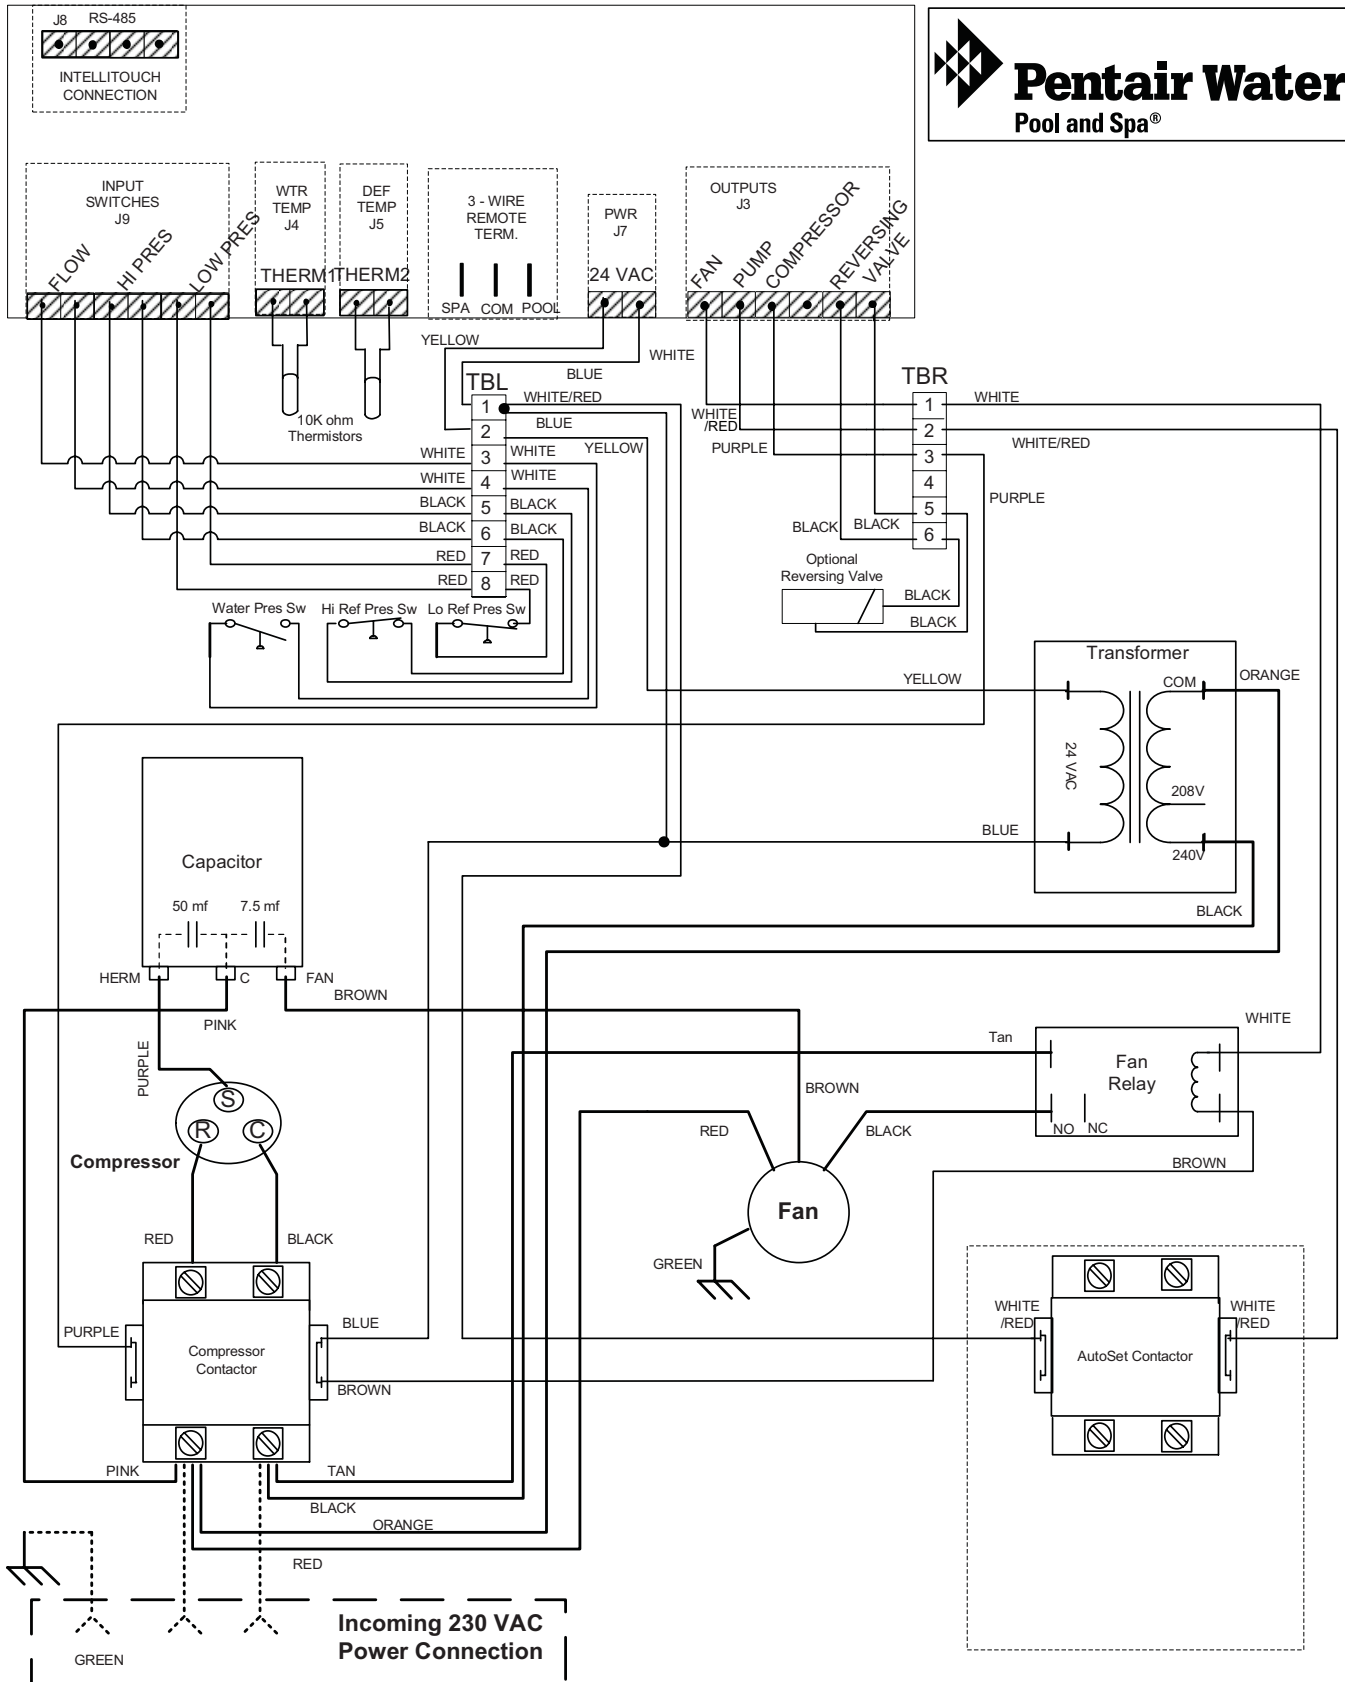 J8 RS-485
INTELLITOUCH
CONNECTION
Pentair Water
Pool and Spa®
INPUT
SWITCHES
J9
FLOW
HI PRES
LOW PRES
WTR
TEMP
J4
THERM1
DEF
TEMP
J5
THERM2
3 - WIRE
REMOTE
TERM.
SPA COM POOL
PWR
J7
24 VAC
OUTPUTS
J3
FAN
PUMP
COMPRESSOR
REVERSING
VALVE
YELLOW
WHITE
BLUE
10K ohm
Thermistors
TBL
1
2
3
4
5
6
7
8
WHITE/RED
BLUE
YELLOW
WHITE WHITE
WHITE WHITE
BLACK BLACK
BLACK BLACK
RED RED
RED RED
TBR
1
2
3
4
5
6
WHITE
WHITE
/RED
WHITE/RED
PURPLE
PURPLE
BLACK BLACK
Optional
Reversing Valve
BLACK
BLACK
Water Pres Sw Hi Ref Pres Sw Lo Ref Pres Sw
Transformer
YELLOW
COM
ORANGE
24 VAC
208V
BLUE
240V
BLACK
Capacitor
50 mf 7.5 mf
HERM C FAN
BROWN
PINK
PURPLE
S
R C
Compressor
RED BLACK
Tan
Fan
Relay
WHITE
NO NC
BROWN
BROWN
RED
BLACK
Fan
GREEN
PURPLE
BLUE
Compressor
Contactor
BROWN
WHITE
/RED
WHITE
/RED
AutoSet Contactor
PINK
TAN
BLACK
ORANGE
RED
Incoming 230 VAC
Power Connection
GREEN